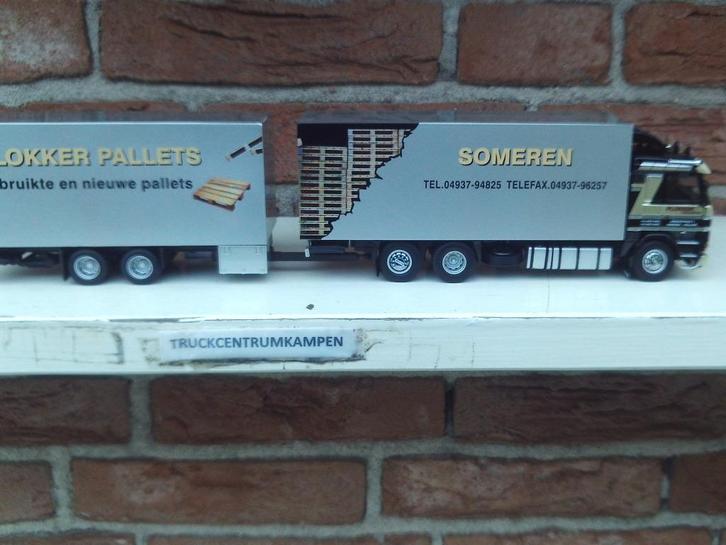 LOKKER PALLETS
bruikte en nieuwe pallets
SOMEREN
TEL.04937-94825 TELEFAX.04937-96257
TRUCKCENTRUMKAMPEN